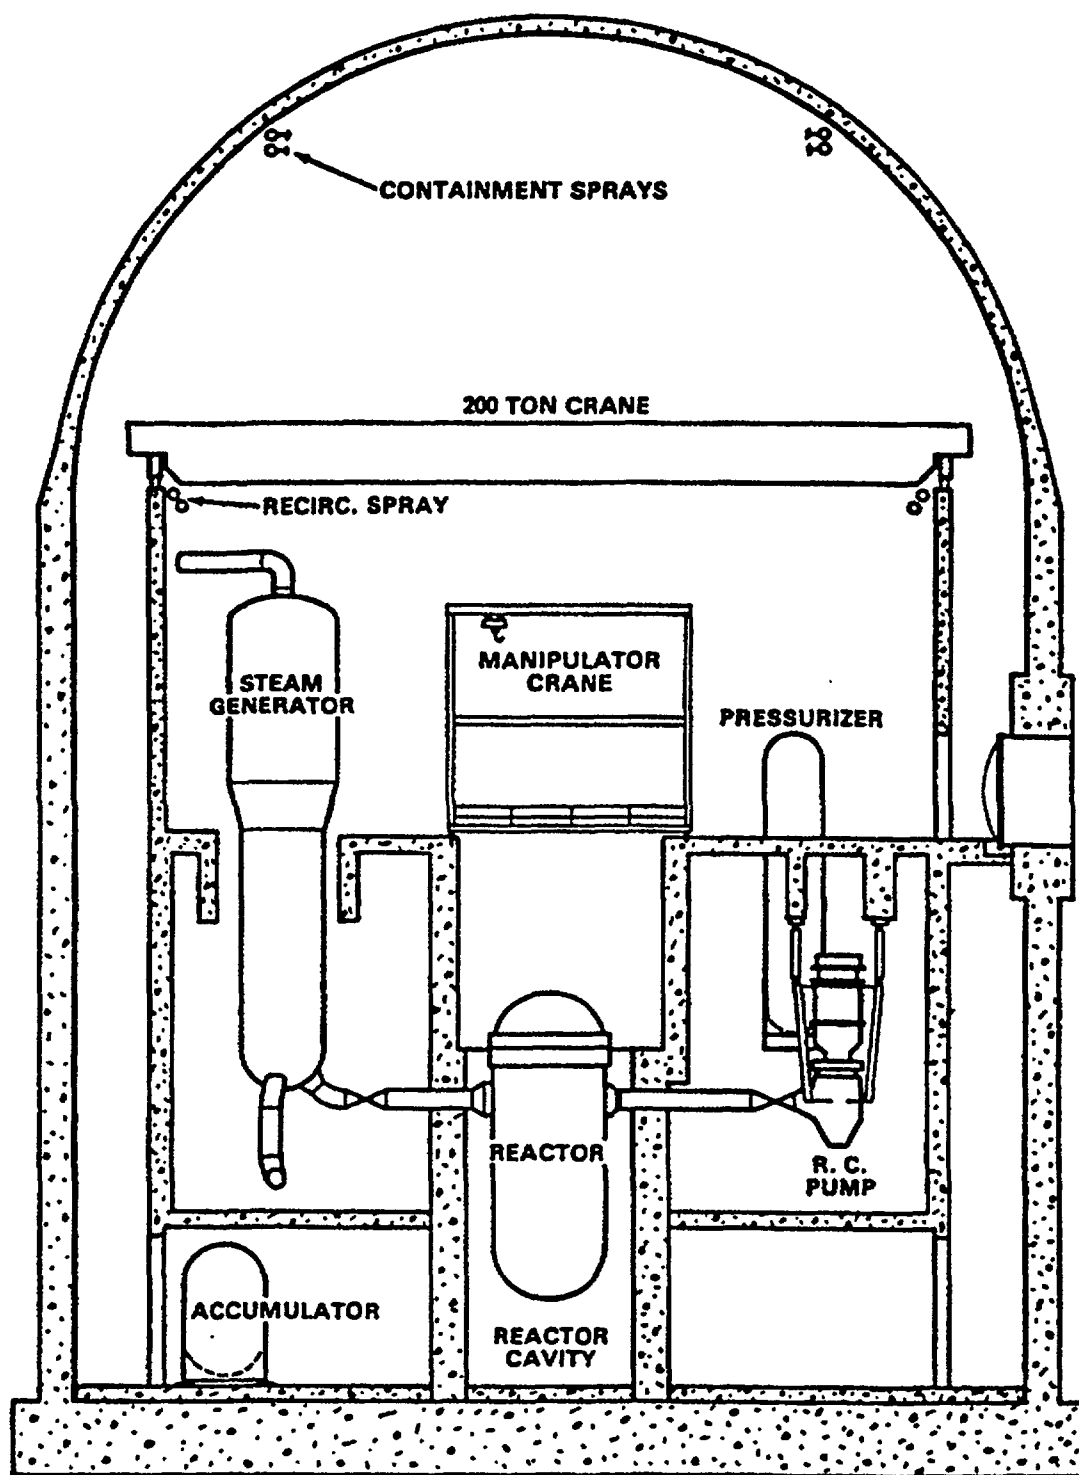 CONTAINMENT SPRAYS
200 TON CRANE
RECIRC. SPRAY
MANIPULATOR
CRANE
STEAM
GENERATOR
PRESSURIZER
REACTOR
R. C.
PUMP
ACCUMULATOR
REACTOR
CAVITY